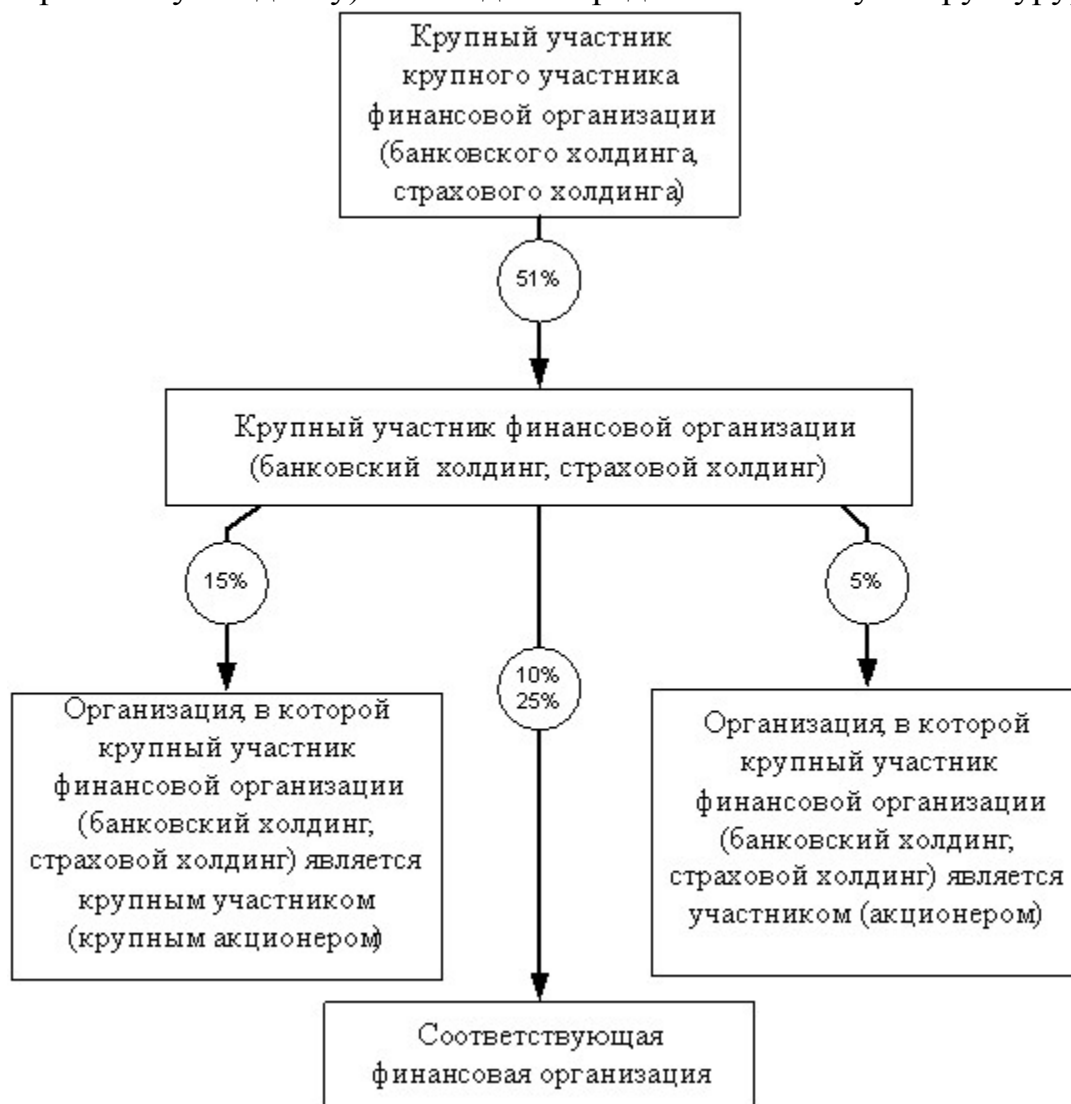 Крупный участник
крупного участника
финансовой организации
(банковского холдинга,
страхового холдинга)
51%
Крупный участник финансовой организации
(банковский холдинг, страховой холдинг)
15%
10%
25%
5%
Организация, в которой
крупный участник
финансовой организации
(банковский холдинг,
страховой холдинг) является
крупным участником
(крупным акционером)
Организация, в которой
крупный участник
финансовой организации
(банковский холдинг,
страховой холдинг) является
участником (акционером)
Соответствующая
финансовая организация